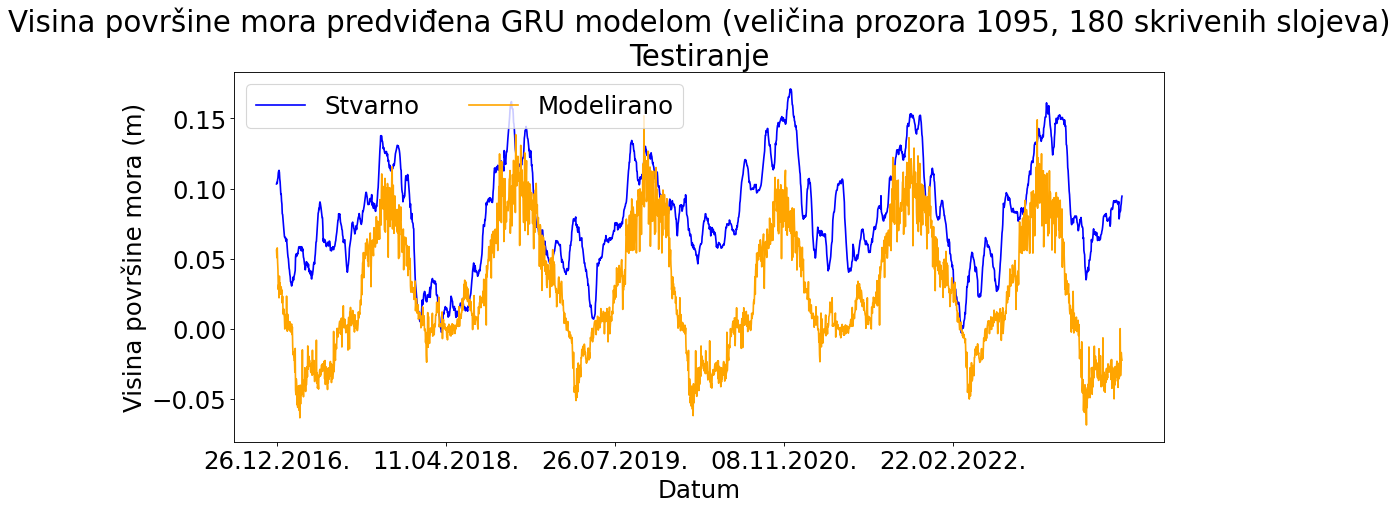 Visina površine mora predviđena GRU modelom (veličina prozora 1095, 180 skrivenih slojeva)
Testiranje
Stvarno Modelirano
Visina površine mora (m)
0.15
0.10
0.05
0.00
−0.05
26.12.2016. 11.04.2018. 26.07.2019. 08.11.2020. 22.02.2022.
Datum